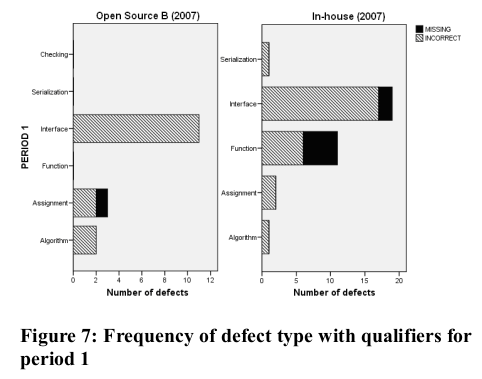 Open Source B (2007)
In-house (2007)
MISSING
INCORRECT
PERIOD 1
Checking
Serialization
Interface
Function
Assignment
Algorithm
0 2 4 6 8 10 12
Number of defects
Serialization
Interface
Function
Assignment
Algorithm
0 5 10 15 20
Number of defects
Figure 7: Frequency of defect type with qualifiers for
period 1